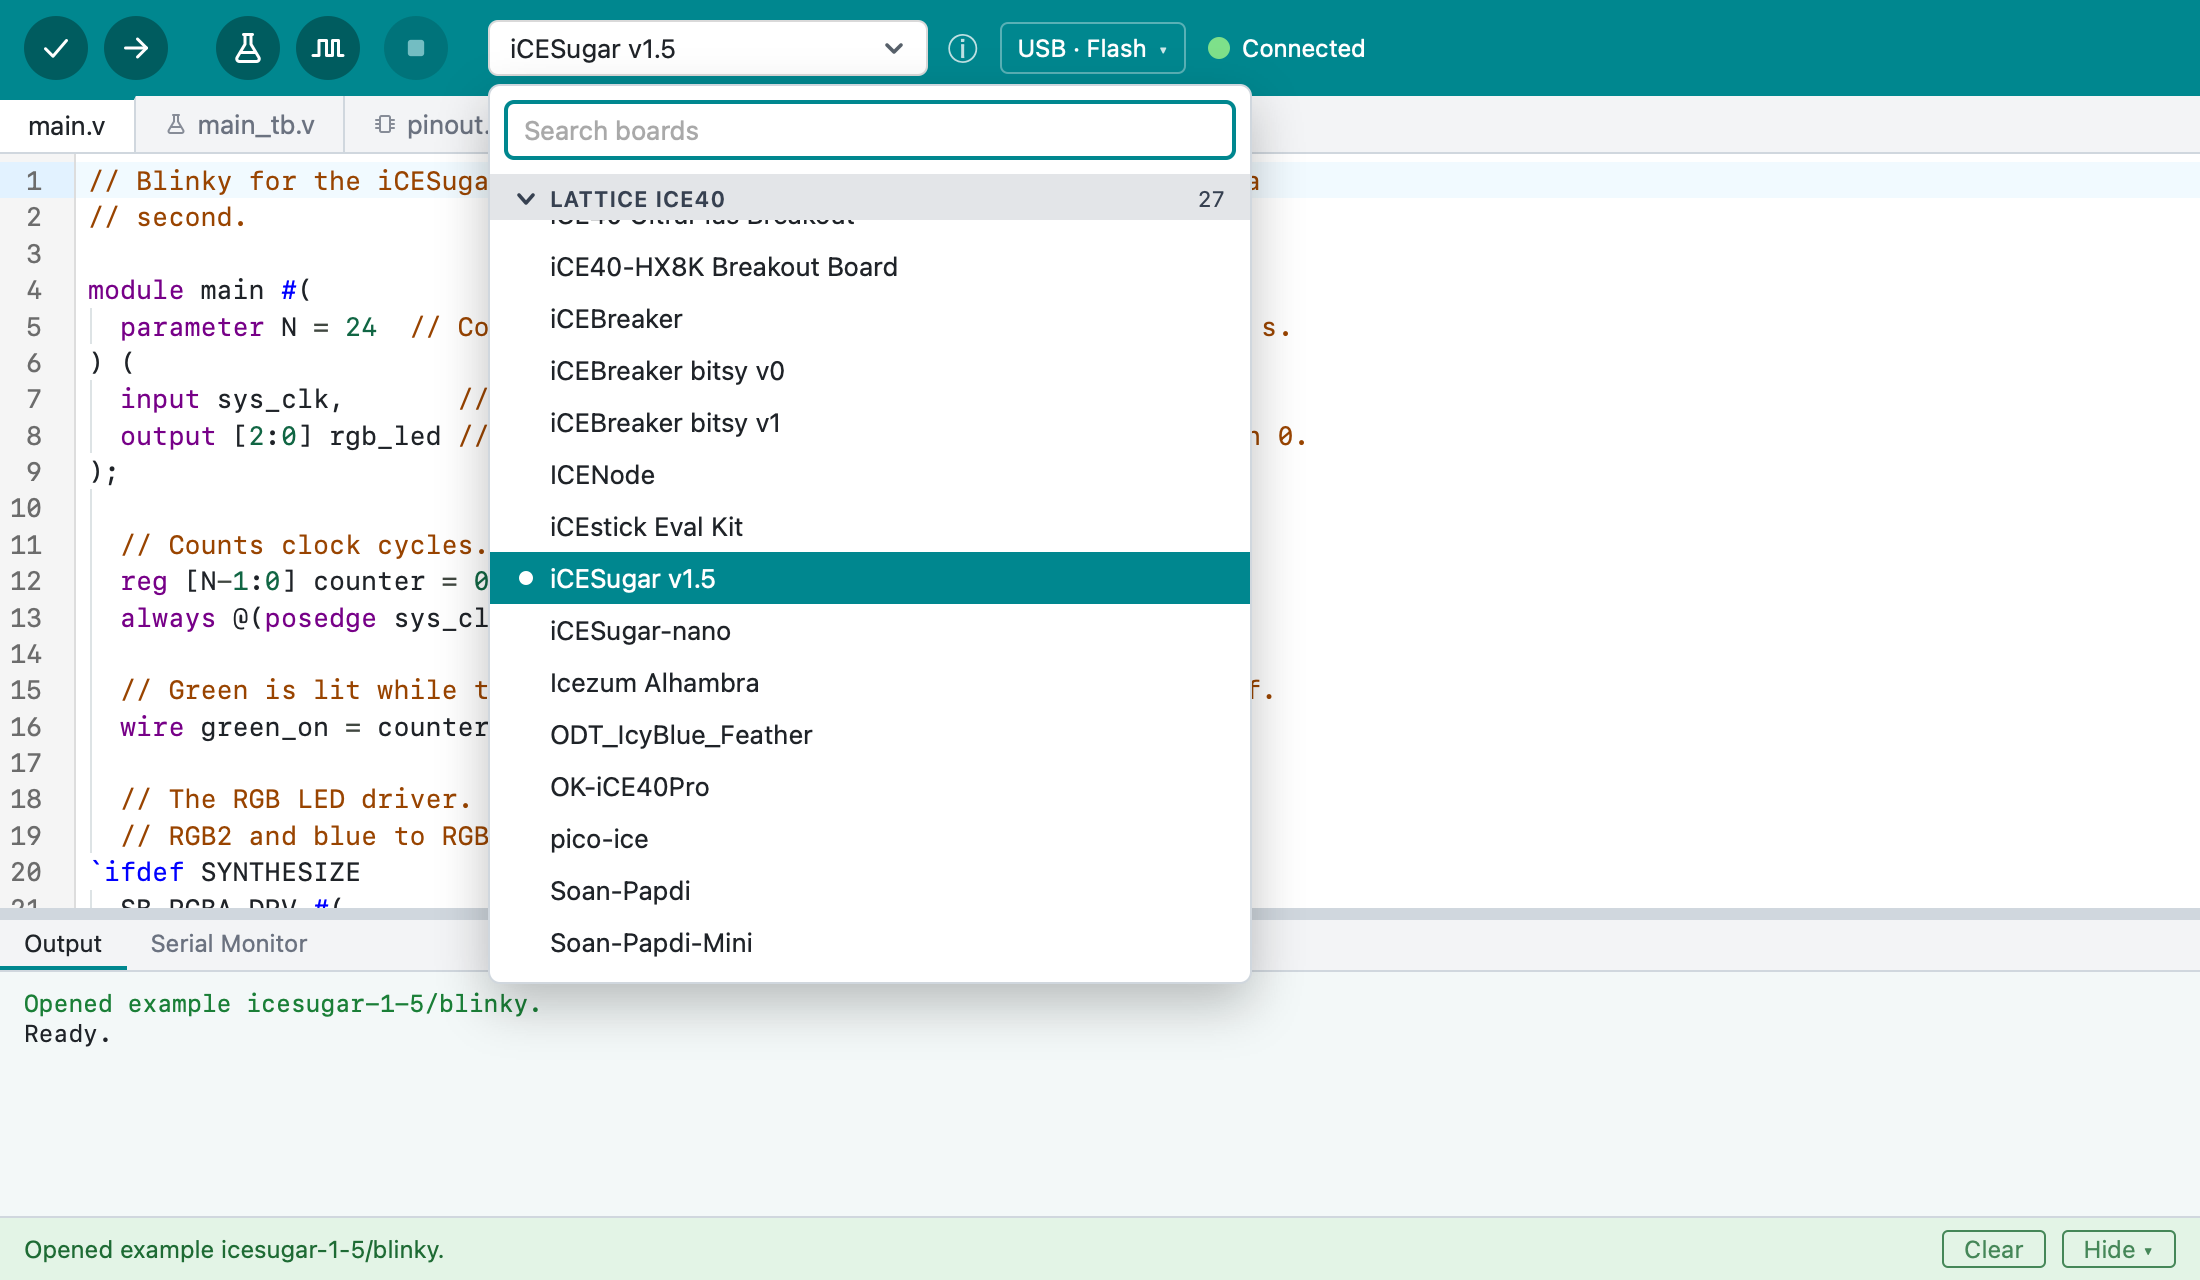 iCESugar v1.5
USB · Flash ▾
Connected
main.v
main_tb.v
pinout.
Search boards
LATTICE ICE40 27
iCE40-HX8K Breakout Board
iCEBreaker
iCEBreaker bitsy v0
iCEBreaker bitsy v1
ICENode
iCEstick Eval Kit
iCESugar v1.5
iCESugar-nano
Icezum Alhambra
ODT_IcyBlue_Feather
OK-iCE40Pro
pico-ice
Soan-Papdi
Soan-Papdi-Mini
1 // Blinky for the iCESuga
2 // second.
3
4 module main #(
5 parameter N = 24 // Co s.
6 ) (
7 input sys_clk, //
8 output [2:0] rgb_led // 0.
9 );
10
11 // Counts clock cycles.
12 reg [N-1:0] counter = 0
13 always @(posedge sys_cl
14
15 // Green is lit while t f.
16 wire green_on = counter
17
18 // The RGB LED driver.
19 // RGB2 and blue to RGB
20 `ifdef SYNTHESIZE
21 SB_RGBA_DRV #(
Output
Serial Monitor
Opened example icesugar-1-5/blinky.
Ready.
Opened example icesugar-1-5/blinky.
Clear
Hide ▾